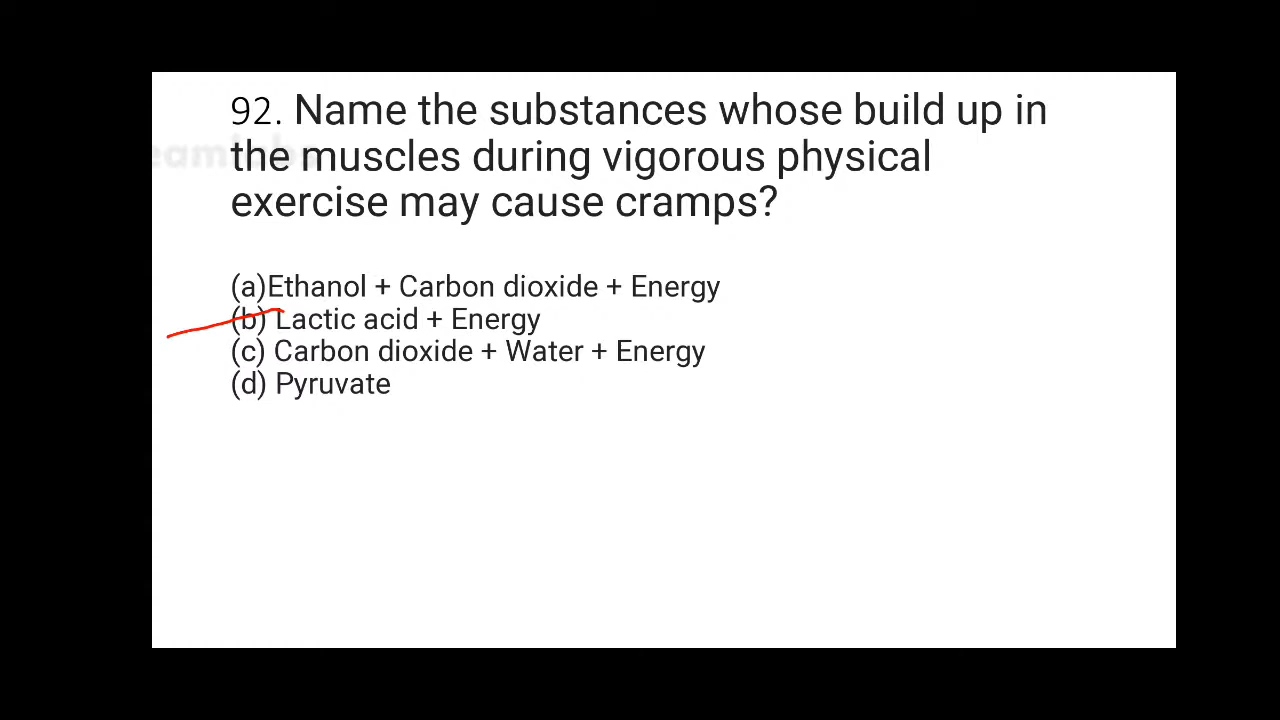 92. Name the substances whose build up in
the muscles during vigorous physical
exercise may cause cramps?
(a)Ethanol + Carbon dioxide + Energy
(b) Lactic acid + Energy
(c) Carbon dioxide + Water + Energy
(d) Pyruvate